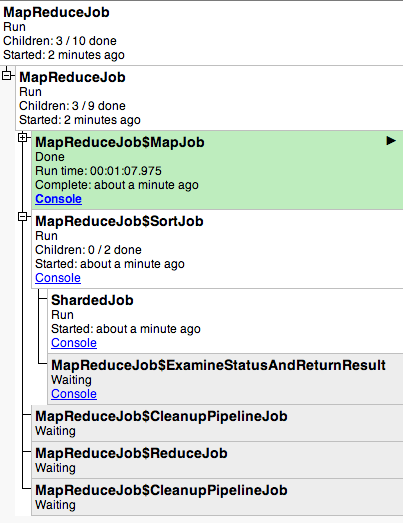 MapReduceJob
Run
Children: 3 / 10 done
Started: 2 minutes ago
MapReduceJob
Run
Children: 3 / 9 done
Started: 2 minutes ago
MapReduceJob$MapJob
Done
Run time: 00:01:07.975
Complete: about a minute ago
Console
MapReduceJob$SortJob
Run
Children: 0 / 2 done
Started: about a minute ago
Console
ShardedJob
Run
Started: about a minute ago
Console
MapReduceJob$ExamineStatusAndReturnResult
Waiting
Console
MapReduceJob$CleanupPipelineJob
Waiting
MapReduceJob$ReduceJob
Waiting
MapReduceJob$CleanupPipelineJob
Waiting